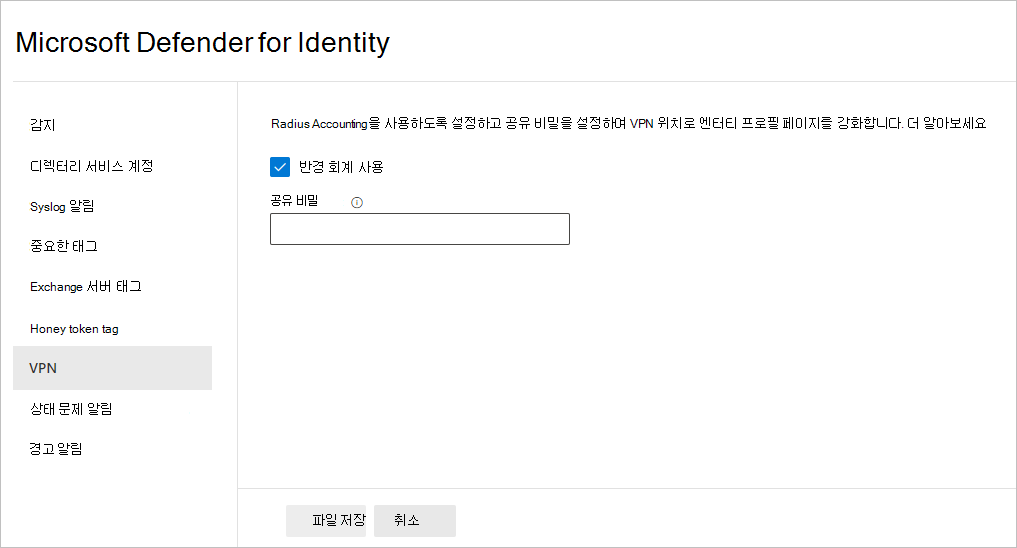 Microsoft Defender for Identity
감지
디렉터리 서비스 계정
Syslog 알림
중요한 태그
Exchange 서버 태그
Honey token tag
VPN
상태 문제 알림
경고 알림
Radius Accounting을 사용하도록 설정하고 공유 비밀을 설정하여 VPN 위치로 엔터티 프로필 페이지를 강화합니다. 더 알아보세요
반경 회계 사용
공유 비밀
파일 저장
취소